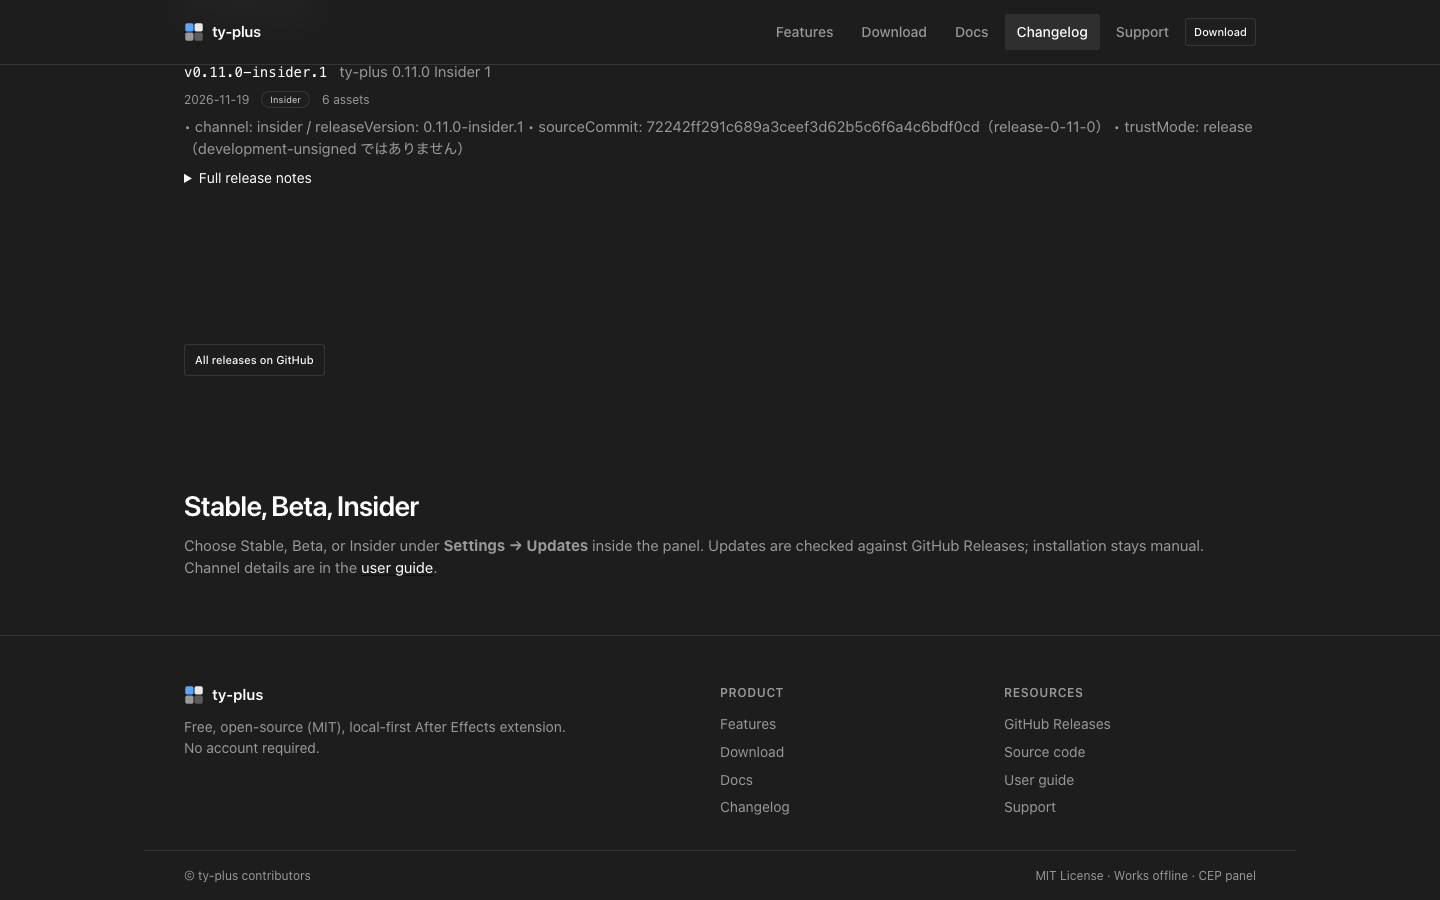 ty-plus
Features
Download
Docs
Changelog
Support
Download
v0.11.0-insider.1 ty-plus 0.11.0 Insider 1
2026-11-19 Insider 6 assets
• channel: insider / releaseVersion: 0.11.0-insider.1 • sourceCommit: 72242ff291c689a3ceef3d62b5c6f6a4c6bdf0cd（release-0-11-0） • trustMode: release
（development-unsigned ではありません）
▶ Full release notes
All releases on GitHub
Stable, Beta, Insider
Choose Stable, Beta, or Insider under Settings → Updates inside the panel. Updates are checked against GitHub Releases; installation stays manual.
Channel details are in the user guide.
ty-plus
Free, open-source (MIT), local-first After Effects extension.
No account required.
PRODUCT
Features
Download
Docs
Changelog
RESOURCES
GitHub Releases
Source code
User guide
Support
© ty-plus contributors
MIT License · Works offline · CEP panel